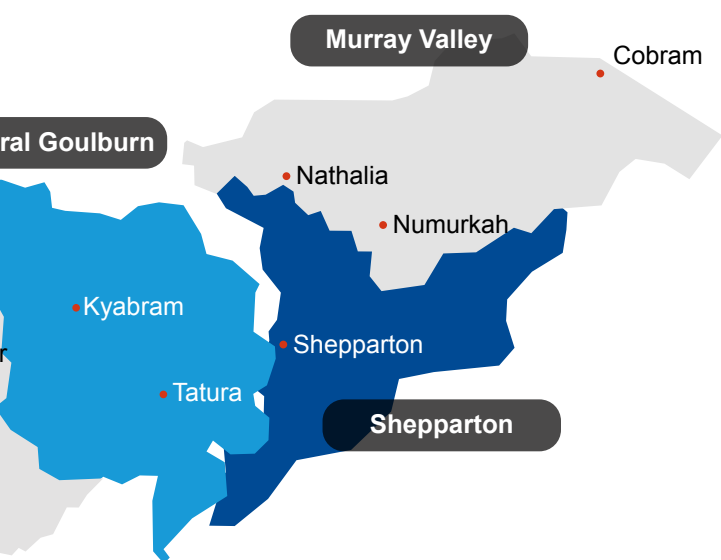 Murray Valley
Cobram
ral Goulburn
Nathalia
Numurkah
Kyabram
Shepparton
r
Tatura
Shepparton